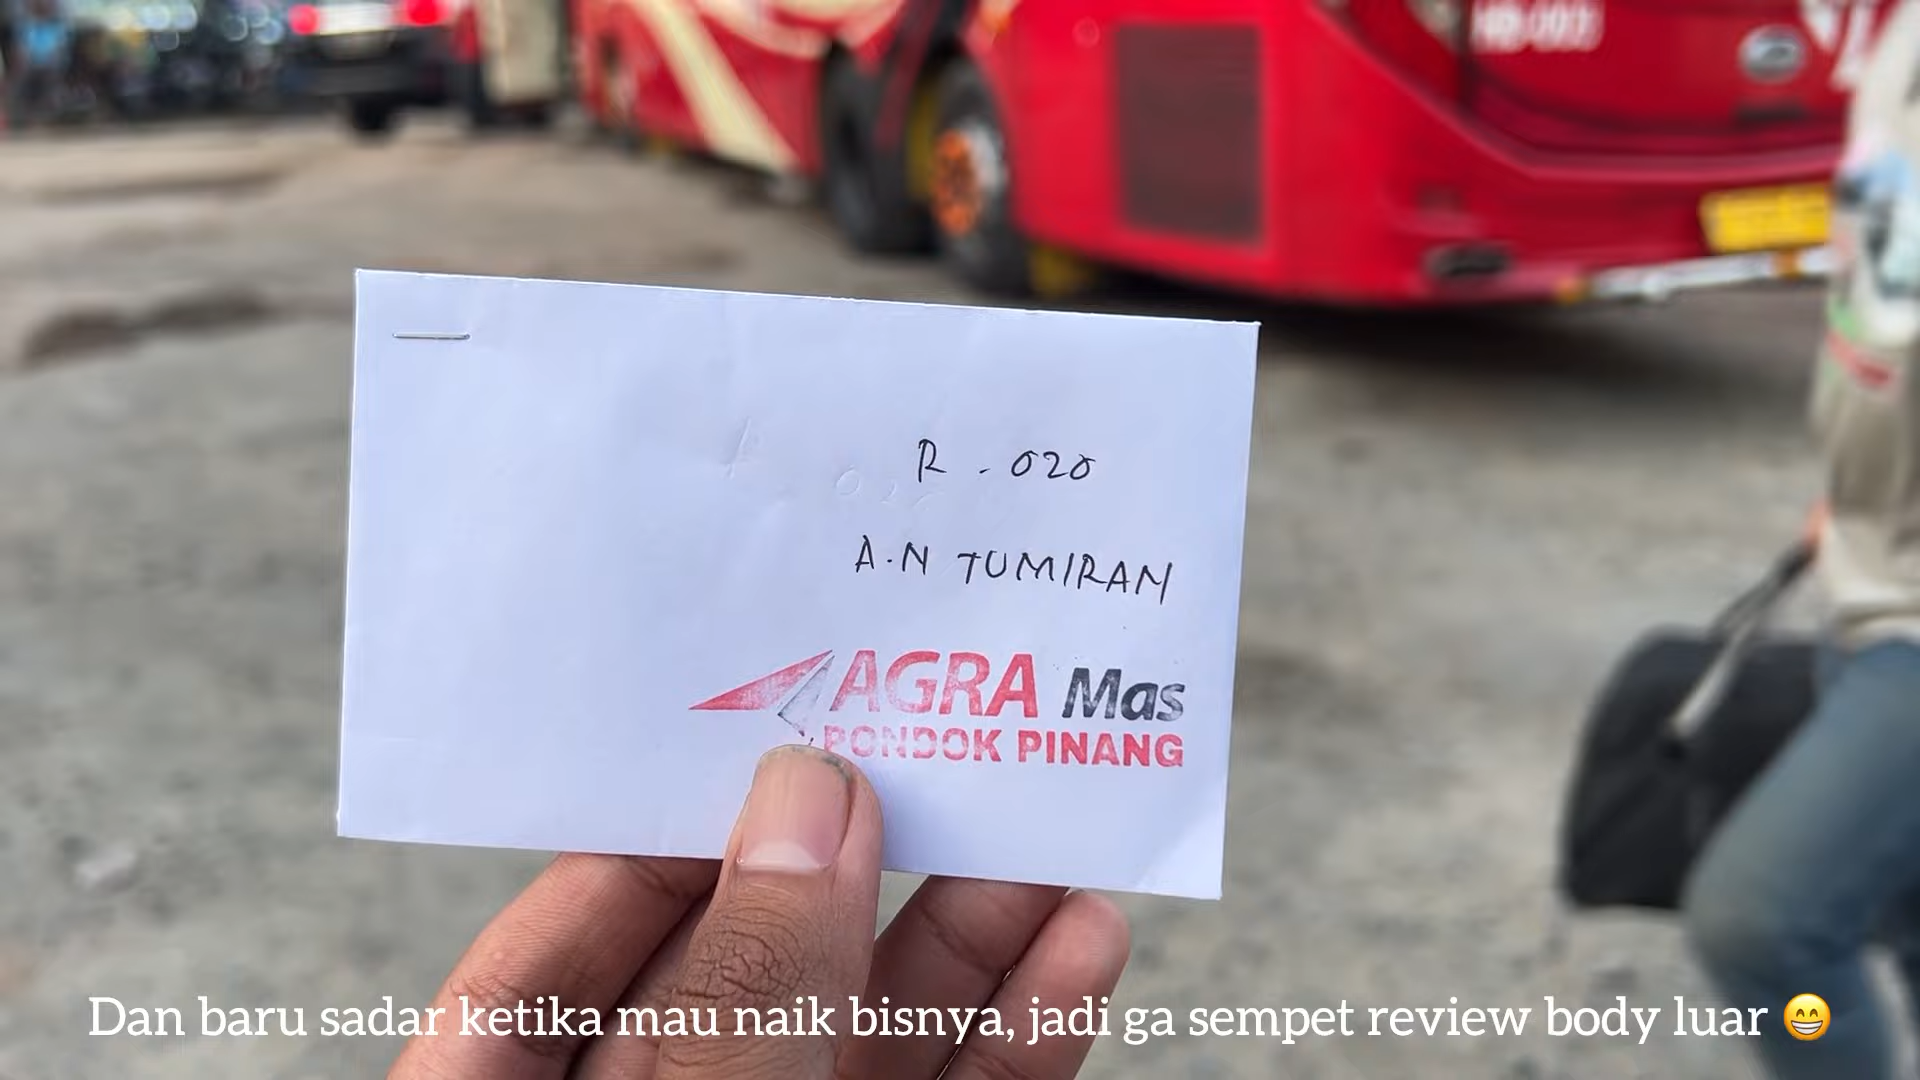 R - 020
A.N TUMIRAN
AGRA Mas
PONDOK PINANG
Dan baru sadar ketika mau naik bisnya, jadi ga sempet review body luar 😁